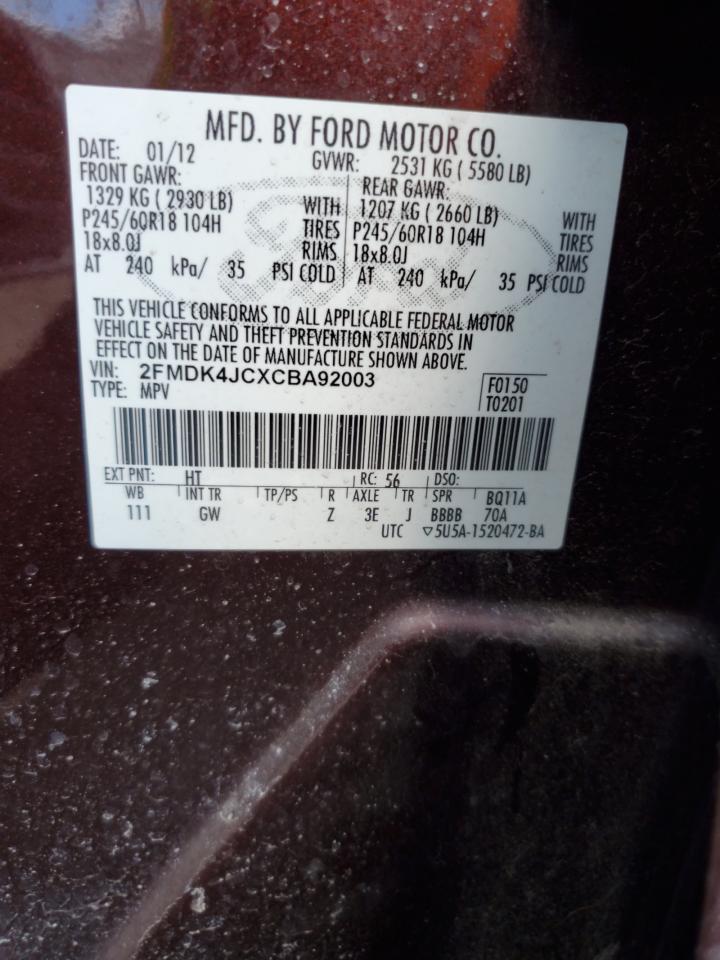 MFD. BY FORD MOTOR CO.
DATE: 01/12 GVWR: 2531 KG ( 5580 LB)
FRONT GAWR: REAR GAWR:
1329 KG ( 2930 LB) WITH 1207 KG ( 2660 LB) WITH
P245/60R18 104H TIRES P245/60R18 104H TIRES
18x8.0J RIMS 18x8.0J RIMS
AT 240 kPa/ 35 PSI COLD AT 240 kPa/ 35 PSI COLD
THIS VEHICLE CONFORMS TO ALL APPLICABLE FEDERAL MOTOR
VEHICLE SAFETY AND THEFT PREVENTION STANDARDS IN
EFFECT ON THE DATE OF MANUFACTURE SHOWN ABOVE.
VIN: 2FMDK4JCXCBA92003 F0150
TYPE: MPV T0201
EXT PNT: HT RC: 56 DSO:
WB INT TR TP/PS R AXLE TR SPR BQ11A
111 GW Z 3E J BBBB 70A
UTC ▽5U5A-1520472-BA